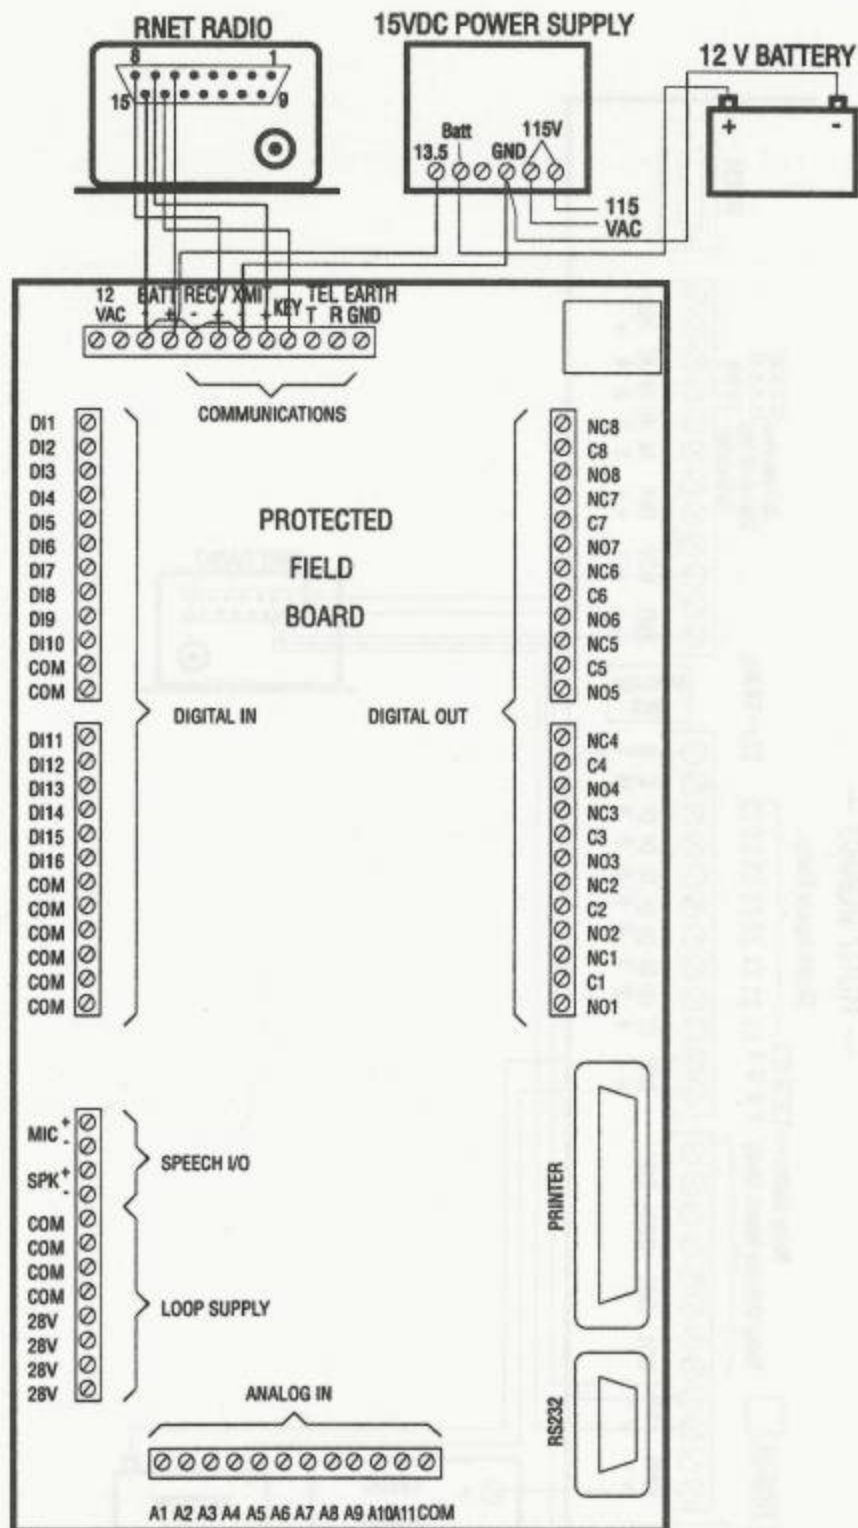 RNET RADIO
8 1
15 9
15VDC POWER SUPPLY
13.5 Batt GND 115V
115
VAC
12 V BATTERY
+ -
12
VAC
BATT RECV XMIT KEY TEL EARTH
- + - + - + T R GND
COMMUNICATIONS
PROTECTED
FIELD
BOARD
DI1
DI2
DI3
DI4
DI5
DI6
DI7
DI8
DI9
DI10
COM
COM
DIGITAL IN
DI11
DI12
DI13
DI14
DI15
DI16
COM
COM
COM
COM
COM
COM
NC8
C8
NO8
NC7
C7
NO7
NC6
C6
NO6
NC5
C5
NO5
DIGITAL OUT
NC4
C4
NO4
NC3
C3
NO3
NC2
C2
NO2
NC1
C1
NO1
MIC + -
SPK + -
SPEECH I/O
COM
COM
COM
COM
28V
28V
28V
28V
LOOP SUPPLY
PRINTER
RS232
ANALOG IN
A1 A2 A3 A4 A5 A6 A7 A8 A9 A10 A11 COM